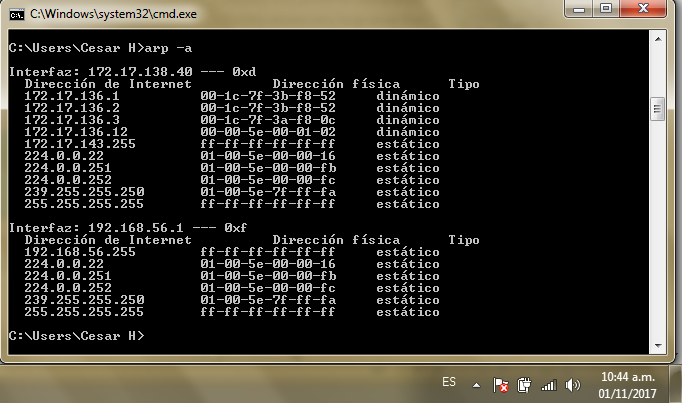 C:\Windows\system32\cmd.exe
C:\Users\Cesar H>arp -a
Interfaz: 172.17.138.40 --- 0xd
Dirección de Internet Dirección física Tipo
172.17.136.1 00-1c-7f-3b-f8-52 dinámico
172.17.136.2 00-1c-7f-3b-f8-52 dinámico
172.17.136.3 00-1c-7f-3a-f8-0c dinámico
172.17.136.12 00-00-5e-00-01-02 dinámico
172.17.143.255 ff-ff-ff-ff-ff-ff estático
224.0.0.22 01-00-5e-00-00-16 estático
224.0.0.251 01-00-5e-00-00-fb estático
224.0.0.252 01-00-5e-00-00-fc estático
239.255.255.250 01-00-5e-7f-ff-fa estático
255.255.255.255 ff-ff-ff-ff-ff-ff estático
Interfaz: 192.168.56.1 --- 0xf
Dirección de Internet Dirección física Tipo
192.168.56.255 ff-ff-ff-ff-ff-ff estático
224.0.0.22 01-00-5e-00-00-16 estático
224.0.0.251 01-00-5e-00-00-fb estático
224.0.0.252 01-00-5e-00-00-fc estático
239.255.255.250 01-00-5e-7f-ff-fa estático
255.255.255.255 ff-ff-ff-ff-ff-ff estático
C:\Users\Cesar H>
ES
10:44 a.m.
01/11/2017